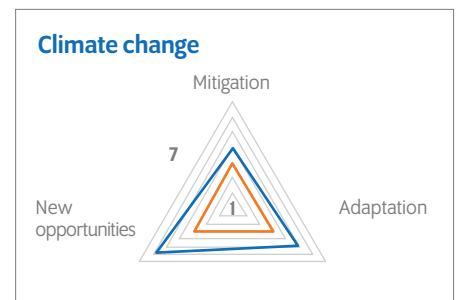 Climate change
Mitigation
7
1
New
opportunities
Adaptation